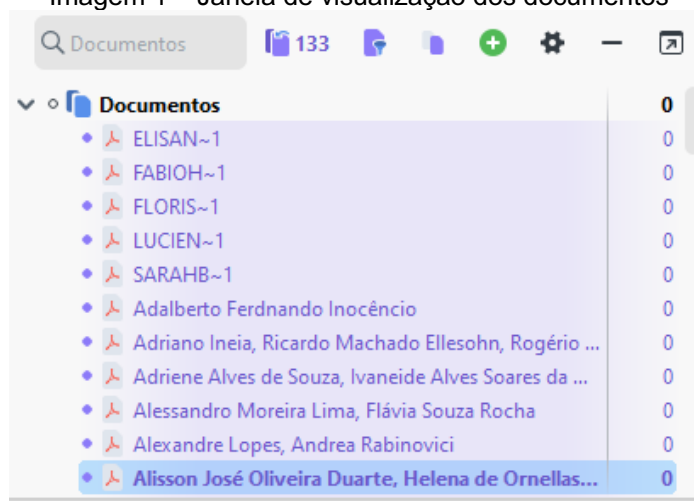 Imagem 1 – Janela de visualização dos documentos
Documentos 133
Documentos 0
ELISAN~1 0
FABIOH~1 0
FLORIS~1 0
LUCIEN~1 0
SARAHB~1 0
Adalberto Ferdnando Inocêncio 0
Adriano Ineia, Ricardo Machado Ellesohn, Rogério ... 0
Adriene Alves de Souza, Ivaneide Alves Soares da ... 0
Alessandro Moreira Lima, Flávia Souza Rocha 0
Alexandre Lopes, Andrea Rabinovici 0
Alisson José Oliveira Duarte, Helena de Ornellas... 0